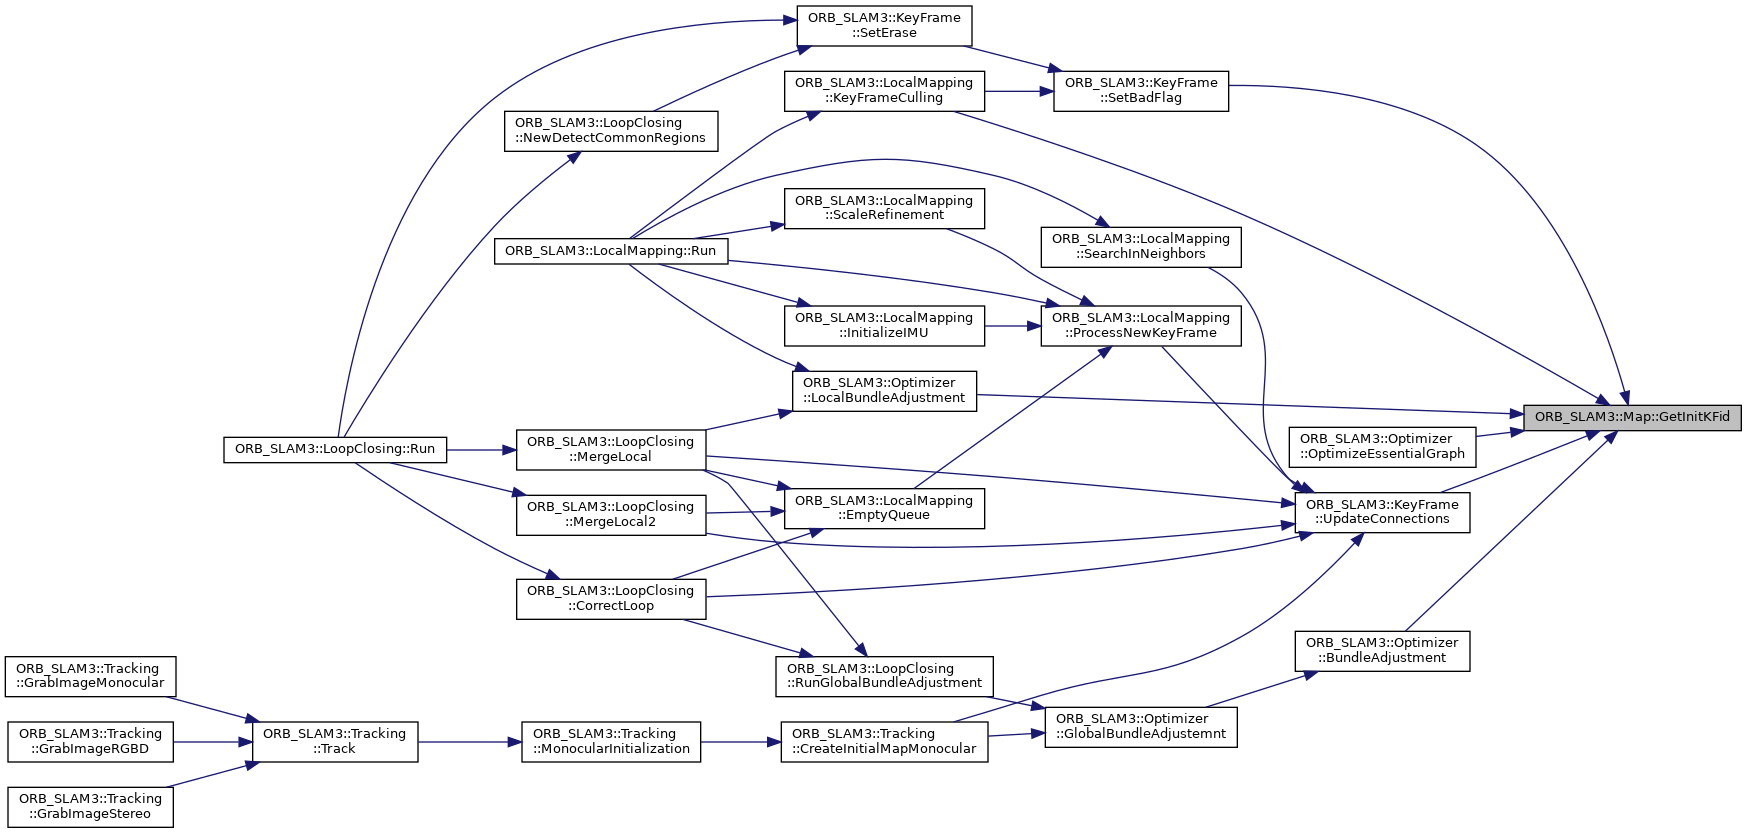 ORB_SLAM3::KeyFrame
::SetErase
ORB_SLAM3::LocalMapping
::KeyFrameCulling
ORB_SLAM3::KeyFrame
::SetBadFlag
ORB_SLAM3::LoopClosing
::NewDetectCommonRegions
ORB_SLAM3::LocalMapping
::ScaleRefinement
ORB_SLAM3::LocalMapping::Run
ORB_SLAM3::LocalMapping
::SearchInNeighbors
ORB_SLAM3::LocalMapping
::InitializeIMU
ORB_SLAM3::LocalMapping
::ProcessNewKeyFrame
ORB_SLAM3::Optimizer
::LocalBundleAdjustment
ORB_SLAM3::Map::GetInitKFid
ORB_SLAM3::LoopClosing::Run
ORB_SLAM3::LoopClosing
::MergeLocal
ORB_SLAM3::Optimizer
::OptimizeEssentialGraph
ORB_SLAM3::LoopClosing
::MergeLocal2
ORB_SLAM3::LocalMapping
::EmptyQueue
ORB_SLAM3::KeyFrame
::UpdateConnections
ORB_SLAM3::LoopClosing
::CorrectLoop
ORB_SLAM3::Optimizer
::BundleAdjustment
ORB_SLAM3::Tracking
::GrabImageMonocular
ORB_SLAM3::LoopClosing
::RunGlobalBundleAdjustment
ORB_SLAM3::Optimizer
::GlobalBundleAdjustemnt
ORB_SLAM3::Tracking
::GrabImageRGBD
ORB_SLAM3::Tracking
::Track
ORB_SLAM3::Tracking
::MonocularInitialization
ORB_SLAM3::Tracking
::CreateInitialMapMonocular
ORB_SLAM3::Tracking
::GrabImageStereo